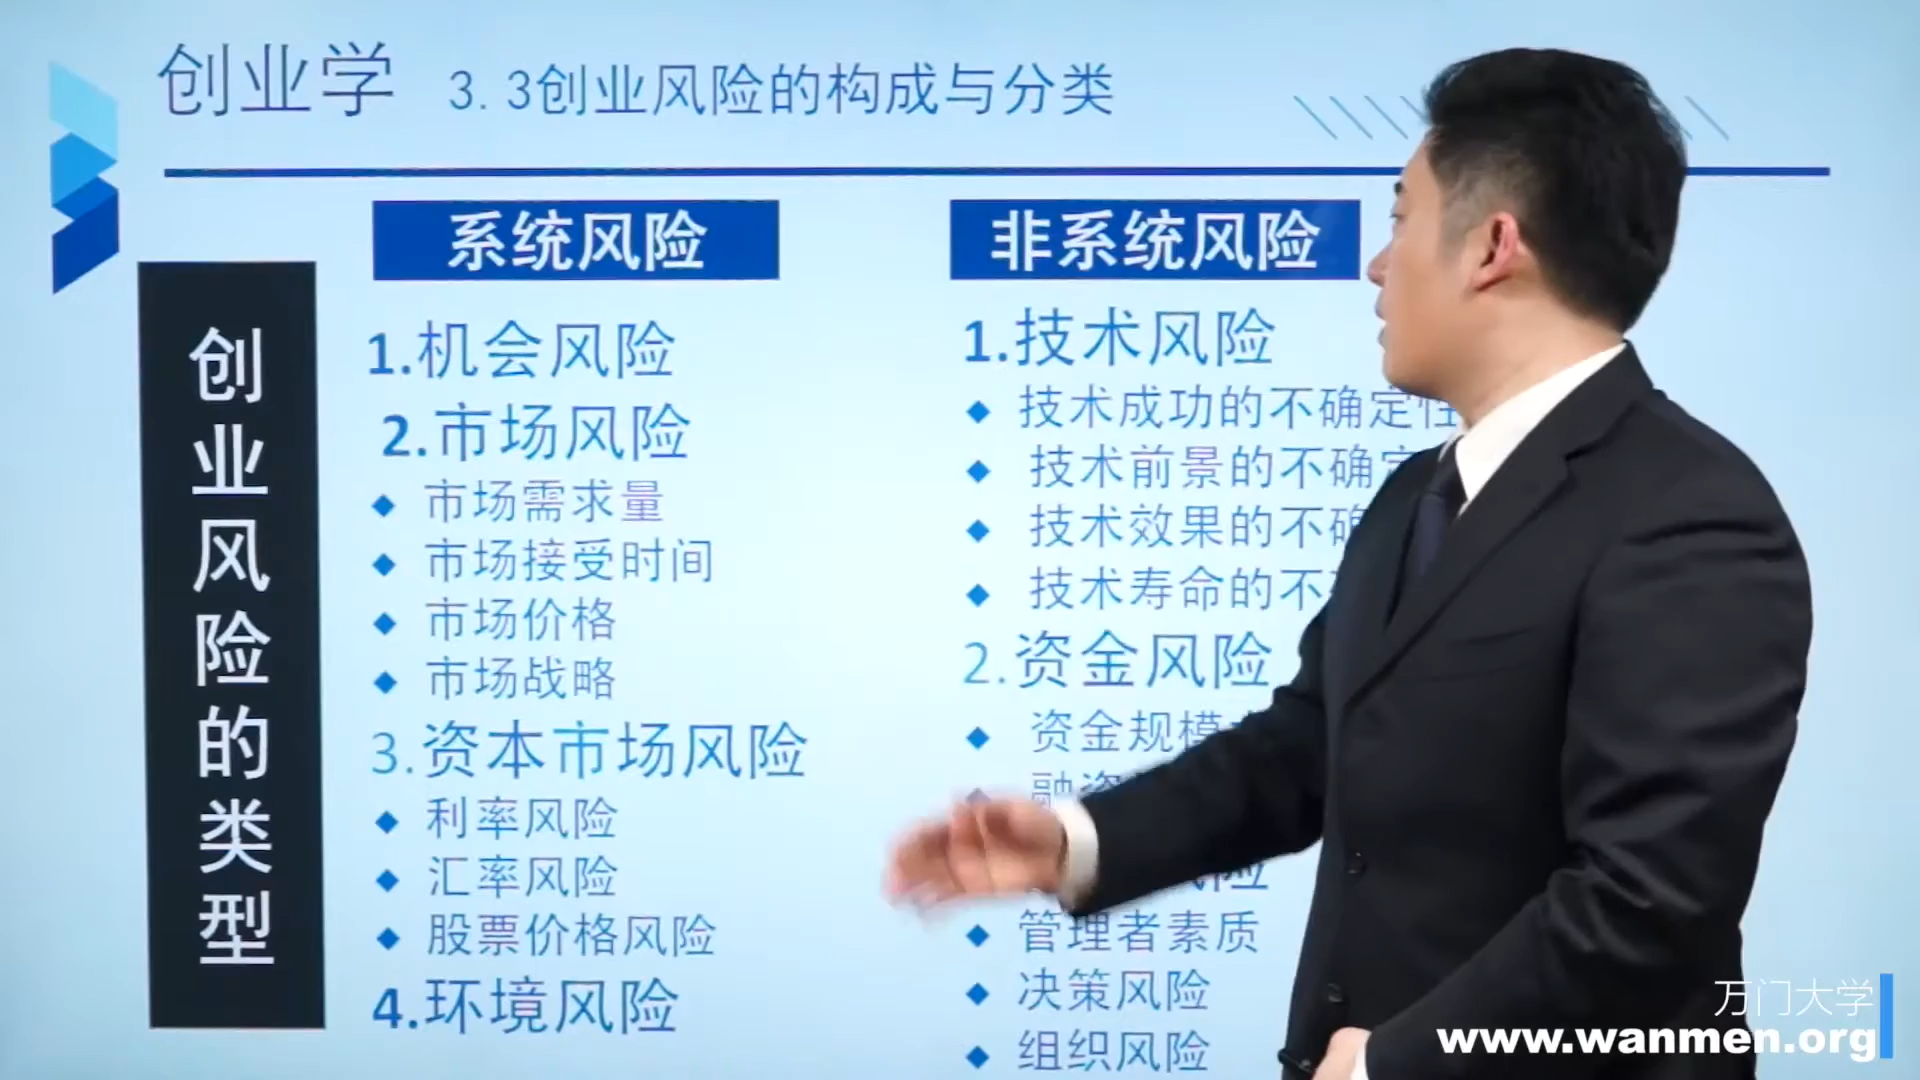 创业学 3.3创业风险的构成与分类
创业风险的类型
系统风险
1.机会风险
2.市场风险
◆ 市场需求量
◆ 市场接受时间
◆ 市场价格
◆ 市场战略
3.资本市场风险
◆ 利率风险
◆ 汇率风险
◆ 股票价格风险
4.环境风险
非系统风险
1.技术风险
◆ 技术成功的不确定性
◆ 技术前景的不确定
◆ 技术效果的不确
◆ 技术寿命的不
2.资金风险
◆ 资金规模
融资
风险
◆ 管理者素质
◆ 决策风险
◆ 组织风险
万门大学
www.wanmen.org